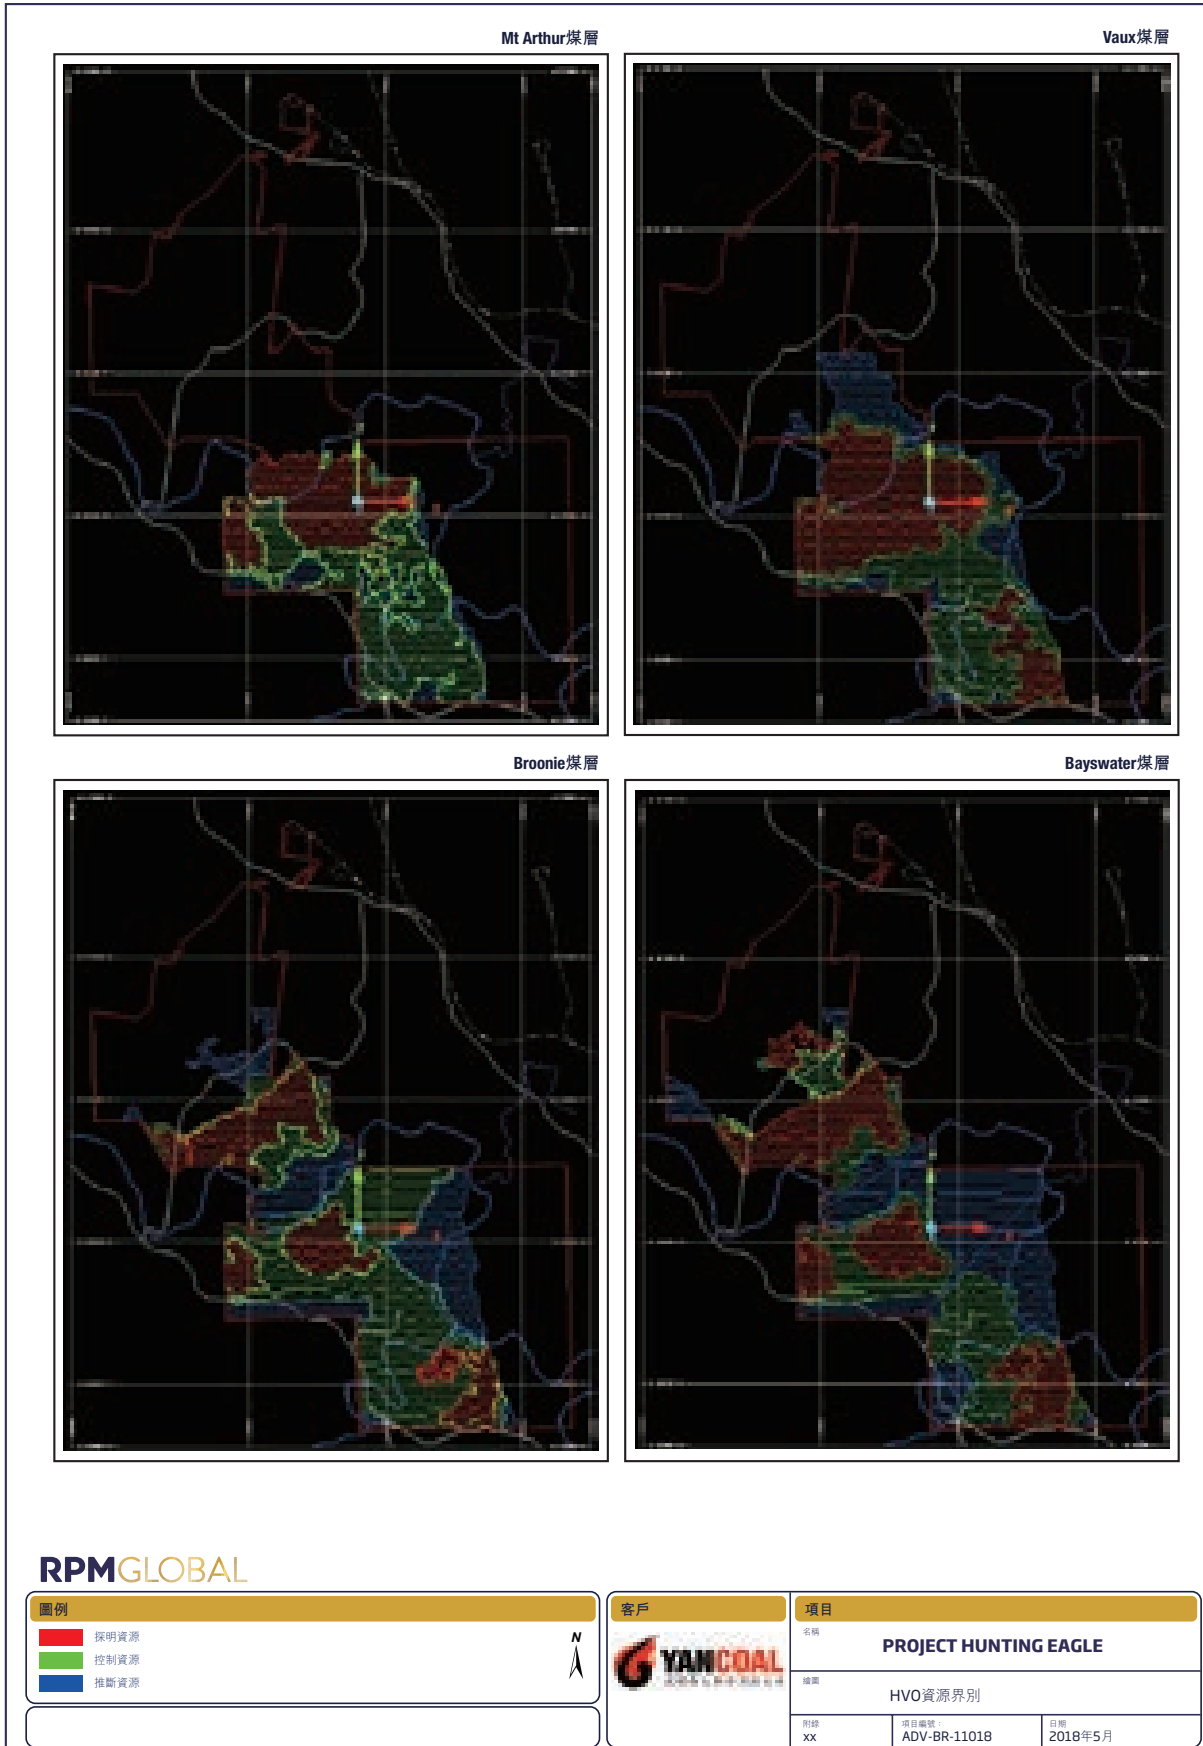 Mt Arthur煤層
Vaux煤層
Broonie煤層
Bayswater煤層
RPMGLOBAL
圖例
探明資源
控制資源
推斷資源
N
客戶
YANCOAL
項目
名稱
PROJECT HUNTING EAGLE
繪圖
HVO資源界別
附錄
xx
項目編號：
ADV-BR-11018
日期
2018年5月